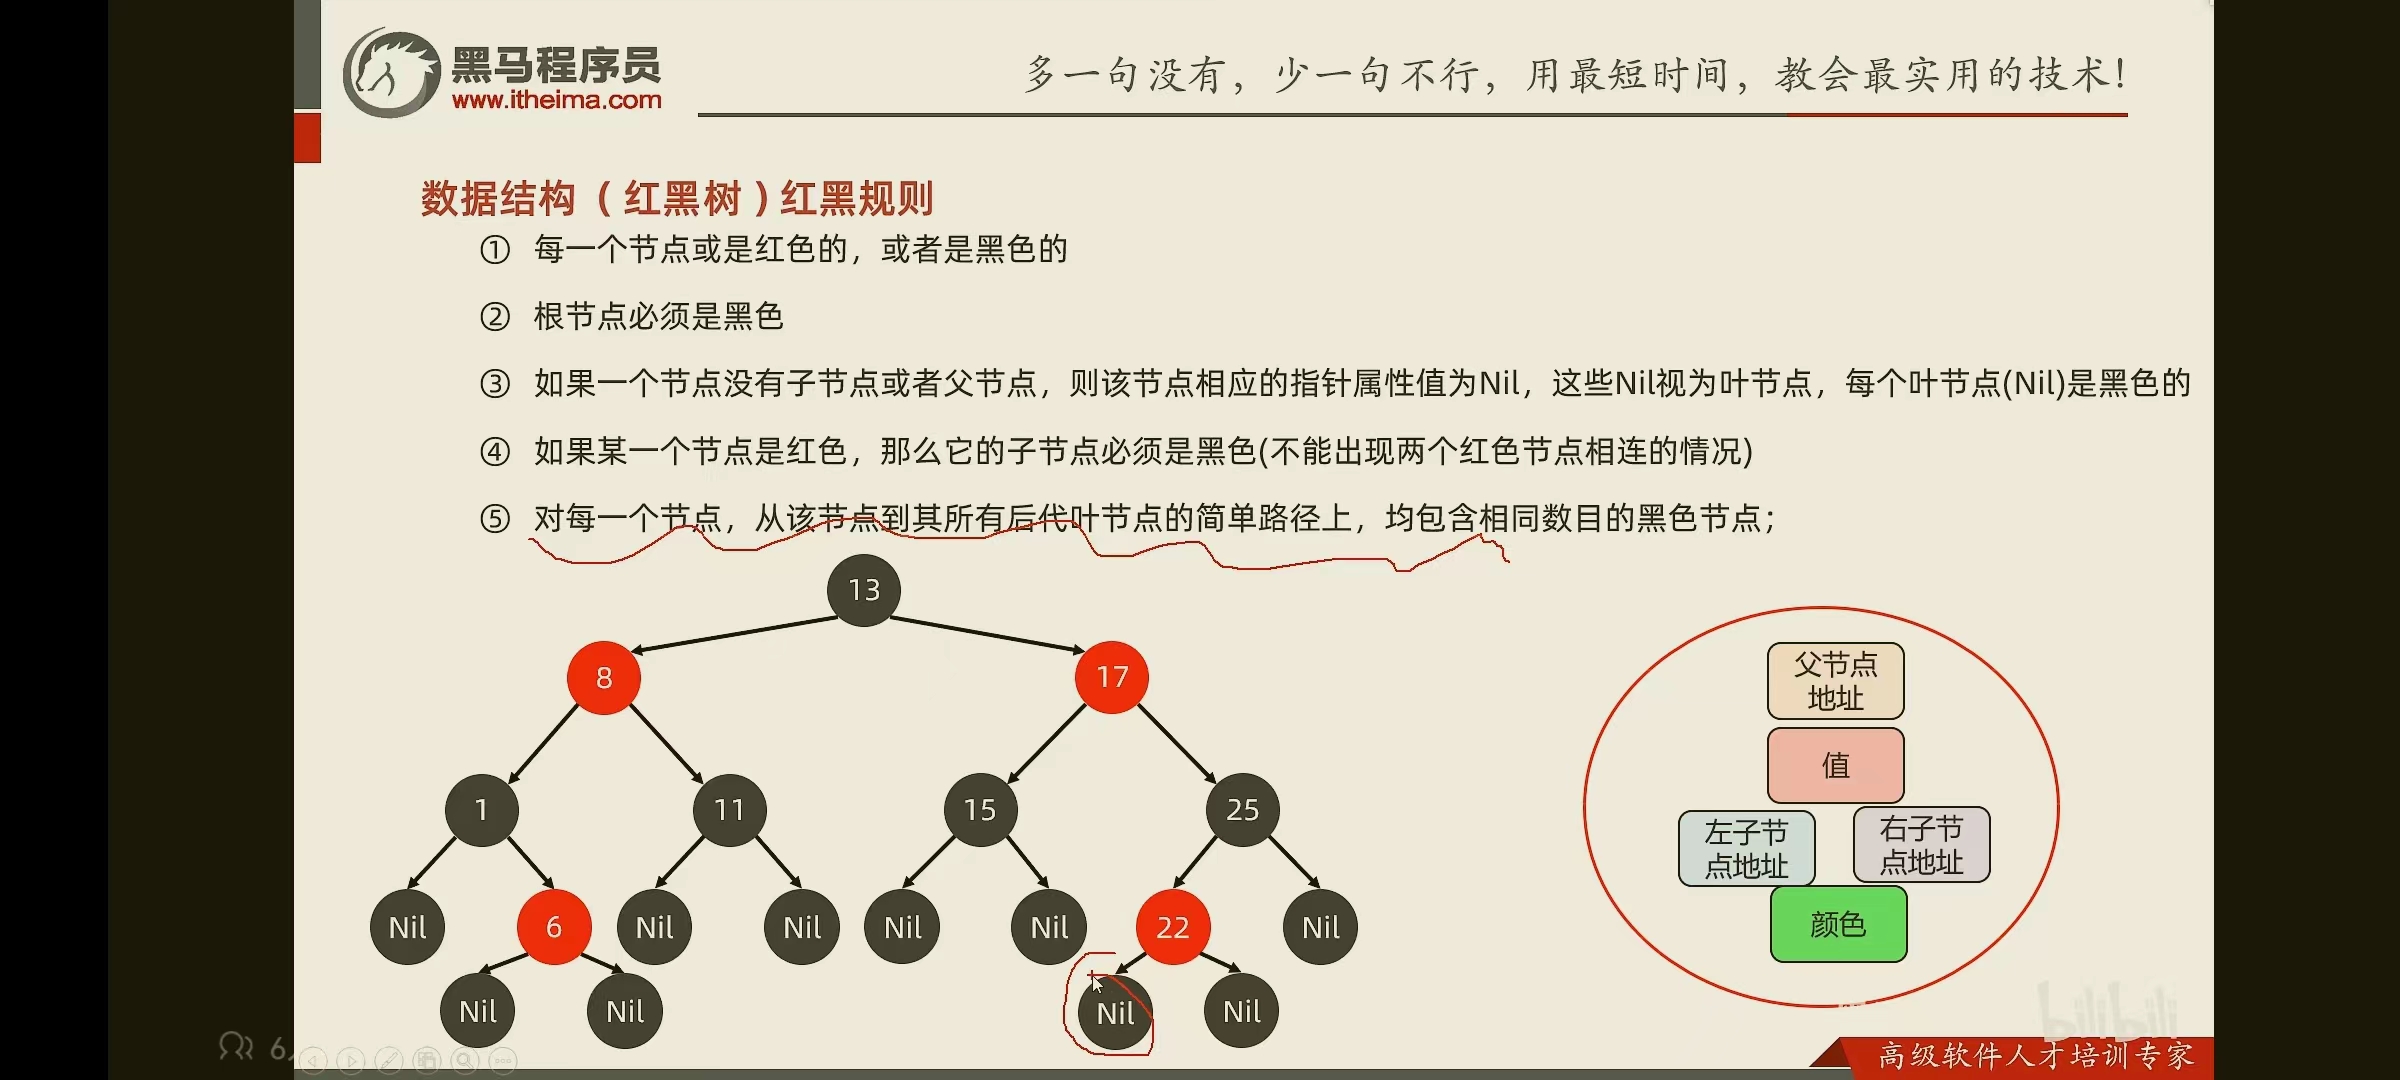 黑马程序员
www.itheima.com
多一句没有，少一句不行，用最短时间，教会最实用的技术！
数据结构（红黑树）红黑规则
① 每一个节点或是红色的，或者是黑色的
② 根节点必须是黑色
③ 如果一个节点没有子节点或者父节点，则该节点相应的指针属性值为Nil，这些Nil视为叶节点，每个叶节点(Nil)是黑色的
④ 如果某一个节点是红色，那么它的子节点必须是黑色(不能出现两个红色节点相连的情况)
⑤ 对每一个节点，从该节点到其所有后代叶节点的简单路径上，均包含相同数目的黑色节点；
13
8 17
1 11 15 25
Nil 6 Nil Nil Nil Nil 22 Nil
Nil Nil Nil Nil
父节点
地址
值
左子节
点地址
右子节
点地址
颜色
bilibili
高级软件人才培训专家